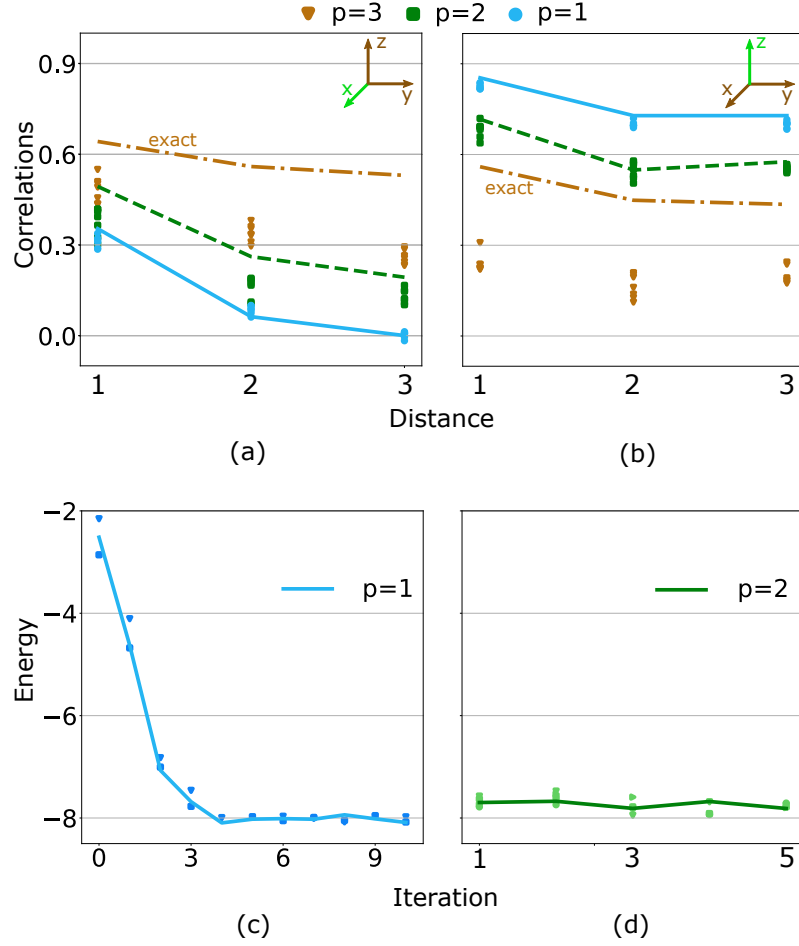 p=3 p=2 p=1
Correlations
0.9
0.6
0.3
0.0
z
x
y
exact
1 2 3
z
x
y
exact
1 2 3
Distance
(a) (b)
Energy
−2
−4
−6
−8
p=1
0 3 6 9
p=2
1 3 5
Iteration
(c) (d)